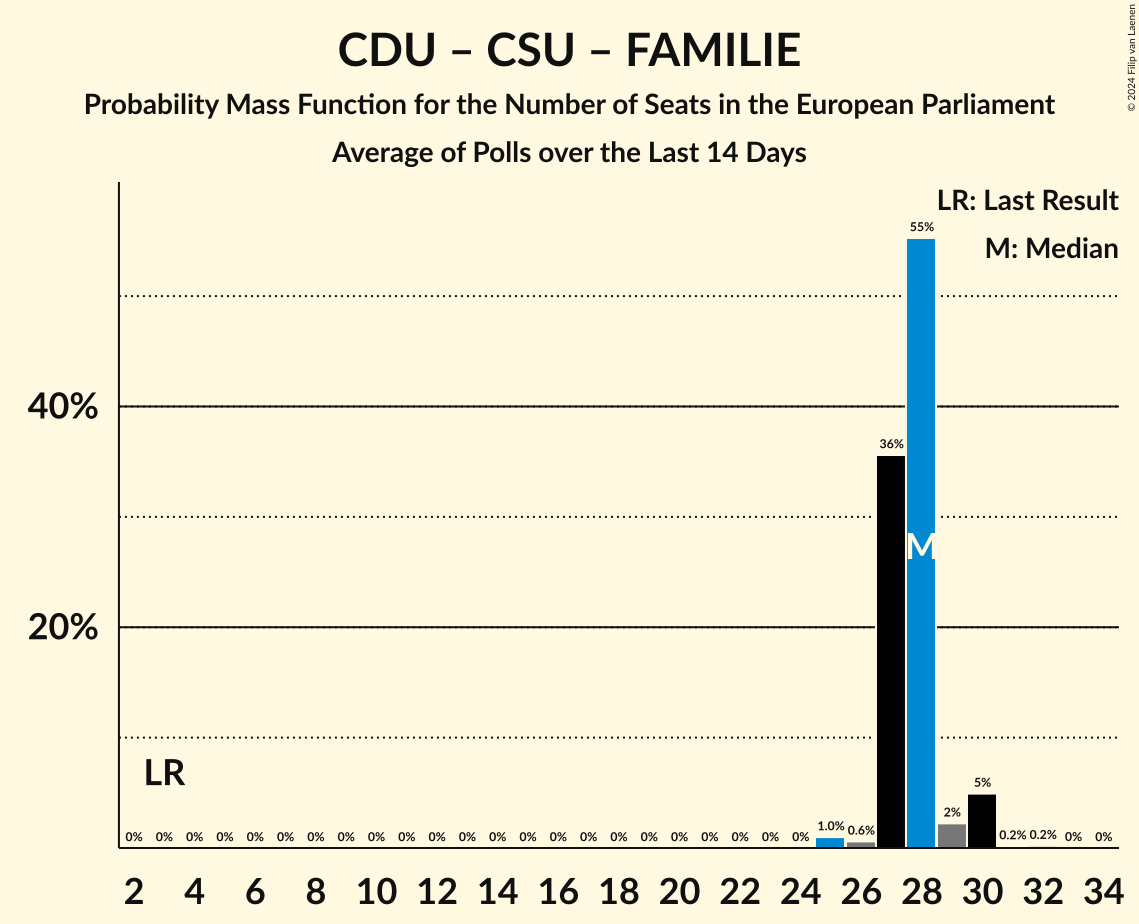 CDU – CSU – FAMILIE
Probability Mass Function for the Number of Seats in the European Parliament
Average of Polls over the Last 14 Days
© 2024 Filip van Laenen
LR: Last Result
M: Median
55%
40%
36%
M
20%
LR
5%
2%
1.0% 0.6% 0.2% 0.2% 0% 0%
0% 0% 0% 0% 0% 0% 0% 0% 0% 0% 0% 0% 0% 0% 0% 0% 0% 0% 0% 0% 0% 0% 0%
2 4 6 8 10 12 14 16 18 20 22 24 26 28 30 32 34